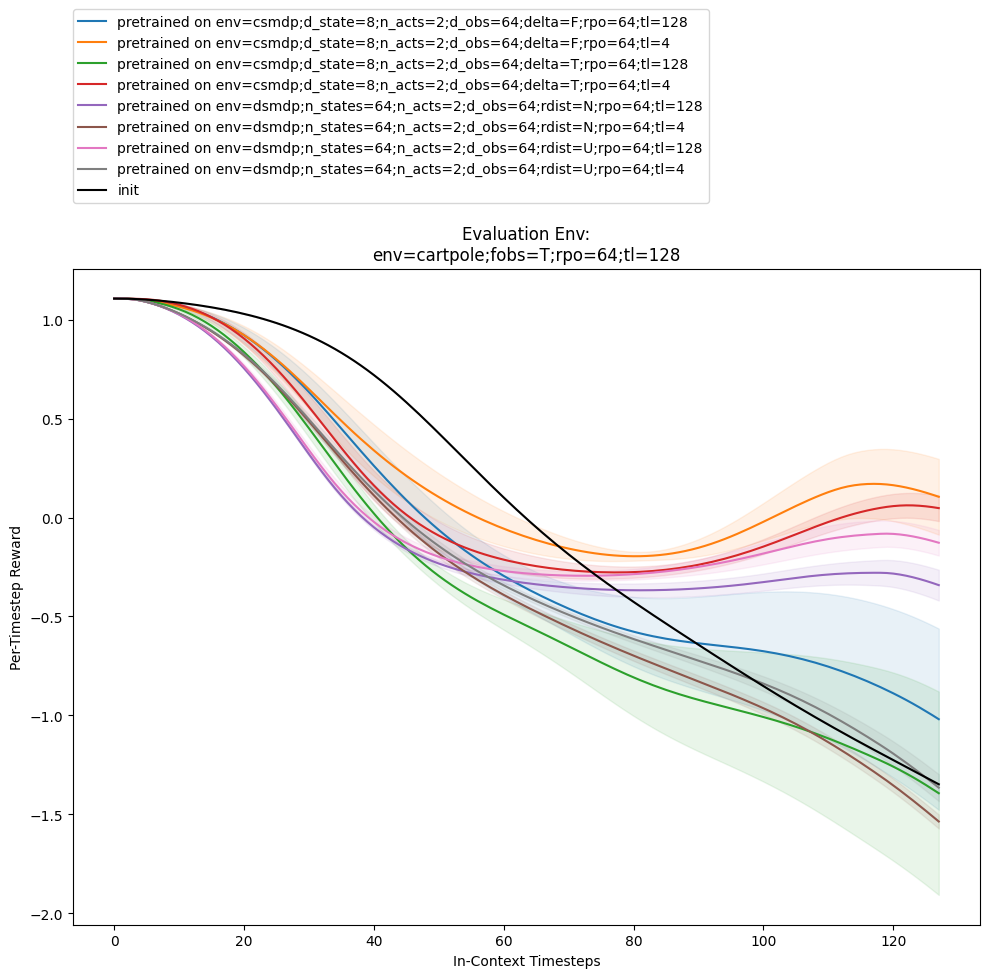 pretrained on env=csmdp;d_state=8;n_acts=2;d_obs=64;delta=F;rpo=64;tl=128
pretrained on env=csmdp;d_state=8;n_acts=2;d_obs=64;delta=F;rpo=64;tl=4
pretrained on env=csmdp;d_state=8;n_acts=2;d_obs=64;delta=T;rpo=64;tl=128
pretrained on env=csmdp;d_state=8;n_acts=2;d_obs=64;delta=T;rpo=64;tl=4
pretrained on env=dsmdp;n_states=64;n_acts=2;d_obs=64;rdist=N;rpo=64;tl=128
pretrained on env=dsmdp;n_states=64;n_acts=2;d_obs=64;rdist=N;rpo=64;tl=4
pretrained on env=dsmdp;n_states=64;n_acts=2;d_obs=64;rdist=U;rpo=64;tl=128
pretrained on env=dsmdp;n_states=64;n_acts=2;d_obs=64;rdist=U;rpo=64;tl=4
init
Evaluation Env:
env=cartpole;fobs=T;rpo=64;tl=128
1.0
0.5
0.0
−0.5
−1.0
−1.5
−2.0
Per-Timestep Reward
0 20 40 60 80 100 120
In-Context Timesteps